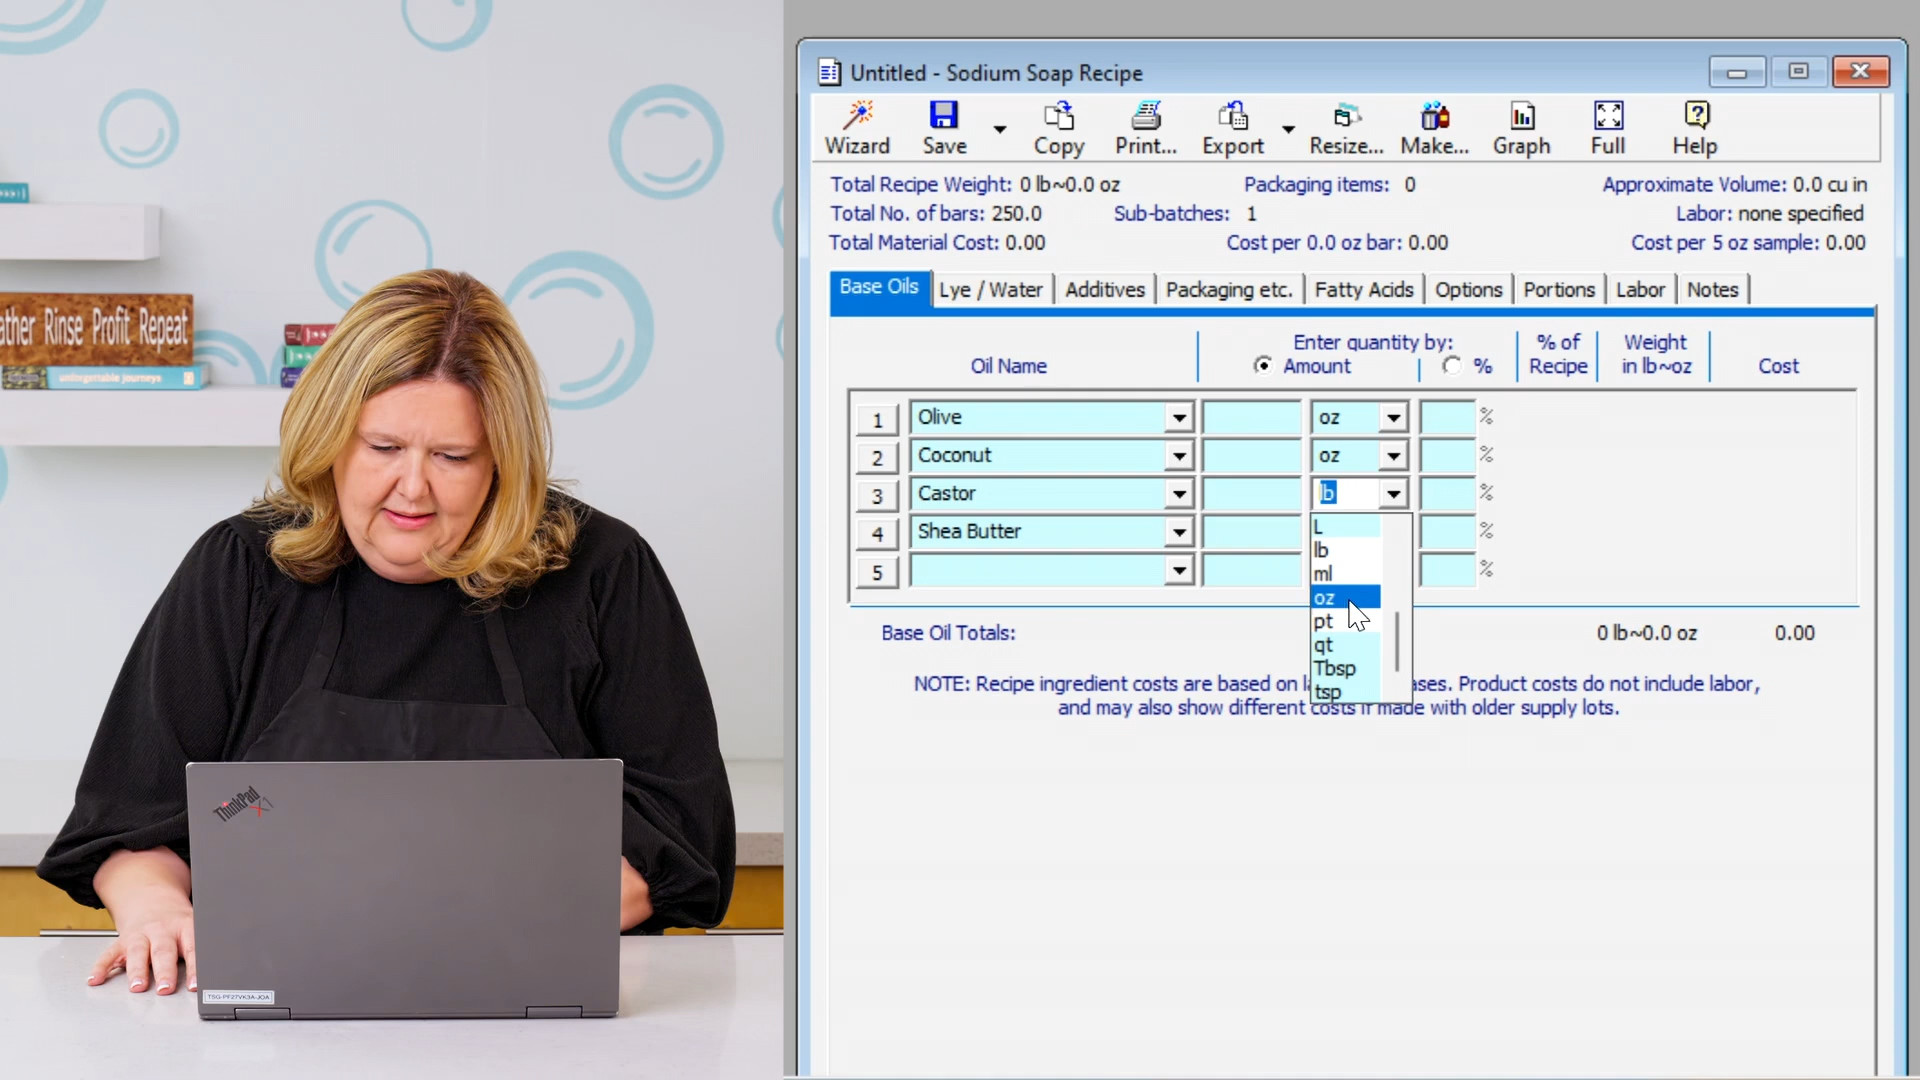 ather Rinse Profit Repeat
unforgettable journeys
ThinkPad
X1
TSG-PF27VK3A-JOA
Untitled - Sodium Soap Recipe
Wizard Save Copy Print... Export Resize... Make... Graph Full Help
Total Recipe Weight: 0 lb~0.0 oz Packaging items: 0 Approximate Volume: 0.0 cu in
Total No. of bars: 250.0 Sub-batches: 1 Labor: none specified
Total Material Cost: 0.00 Cost per 0.0 oz bar: 0.00 Cost per 5 oz sample: 0.00
Base Oils Lye / Water Additives Packaging etc. Fatty Acids Options Portions Labor Notes
Enter quantity by: % of Weight
Oil Name Amount % Recipe in lb~oz Cost
1 Olive oz %
2 Coconut oz %
3 Castor lb %
4 Shea Butter %
5 %
L
lb
ml
oz
pt
qt
Tbsp
tsp
Base Oil Totals: 0 lb~0.0 oz 0.00
NOTE: Recipe ingredient costs are based on ases. Product costs do not include labor,
and may also show different costs if made with older supply lots.